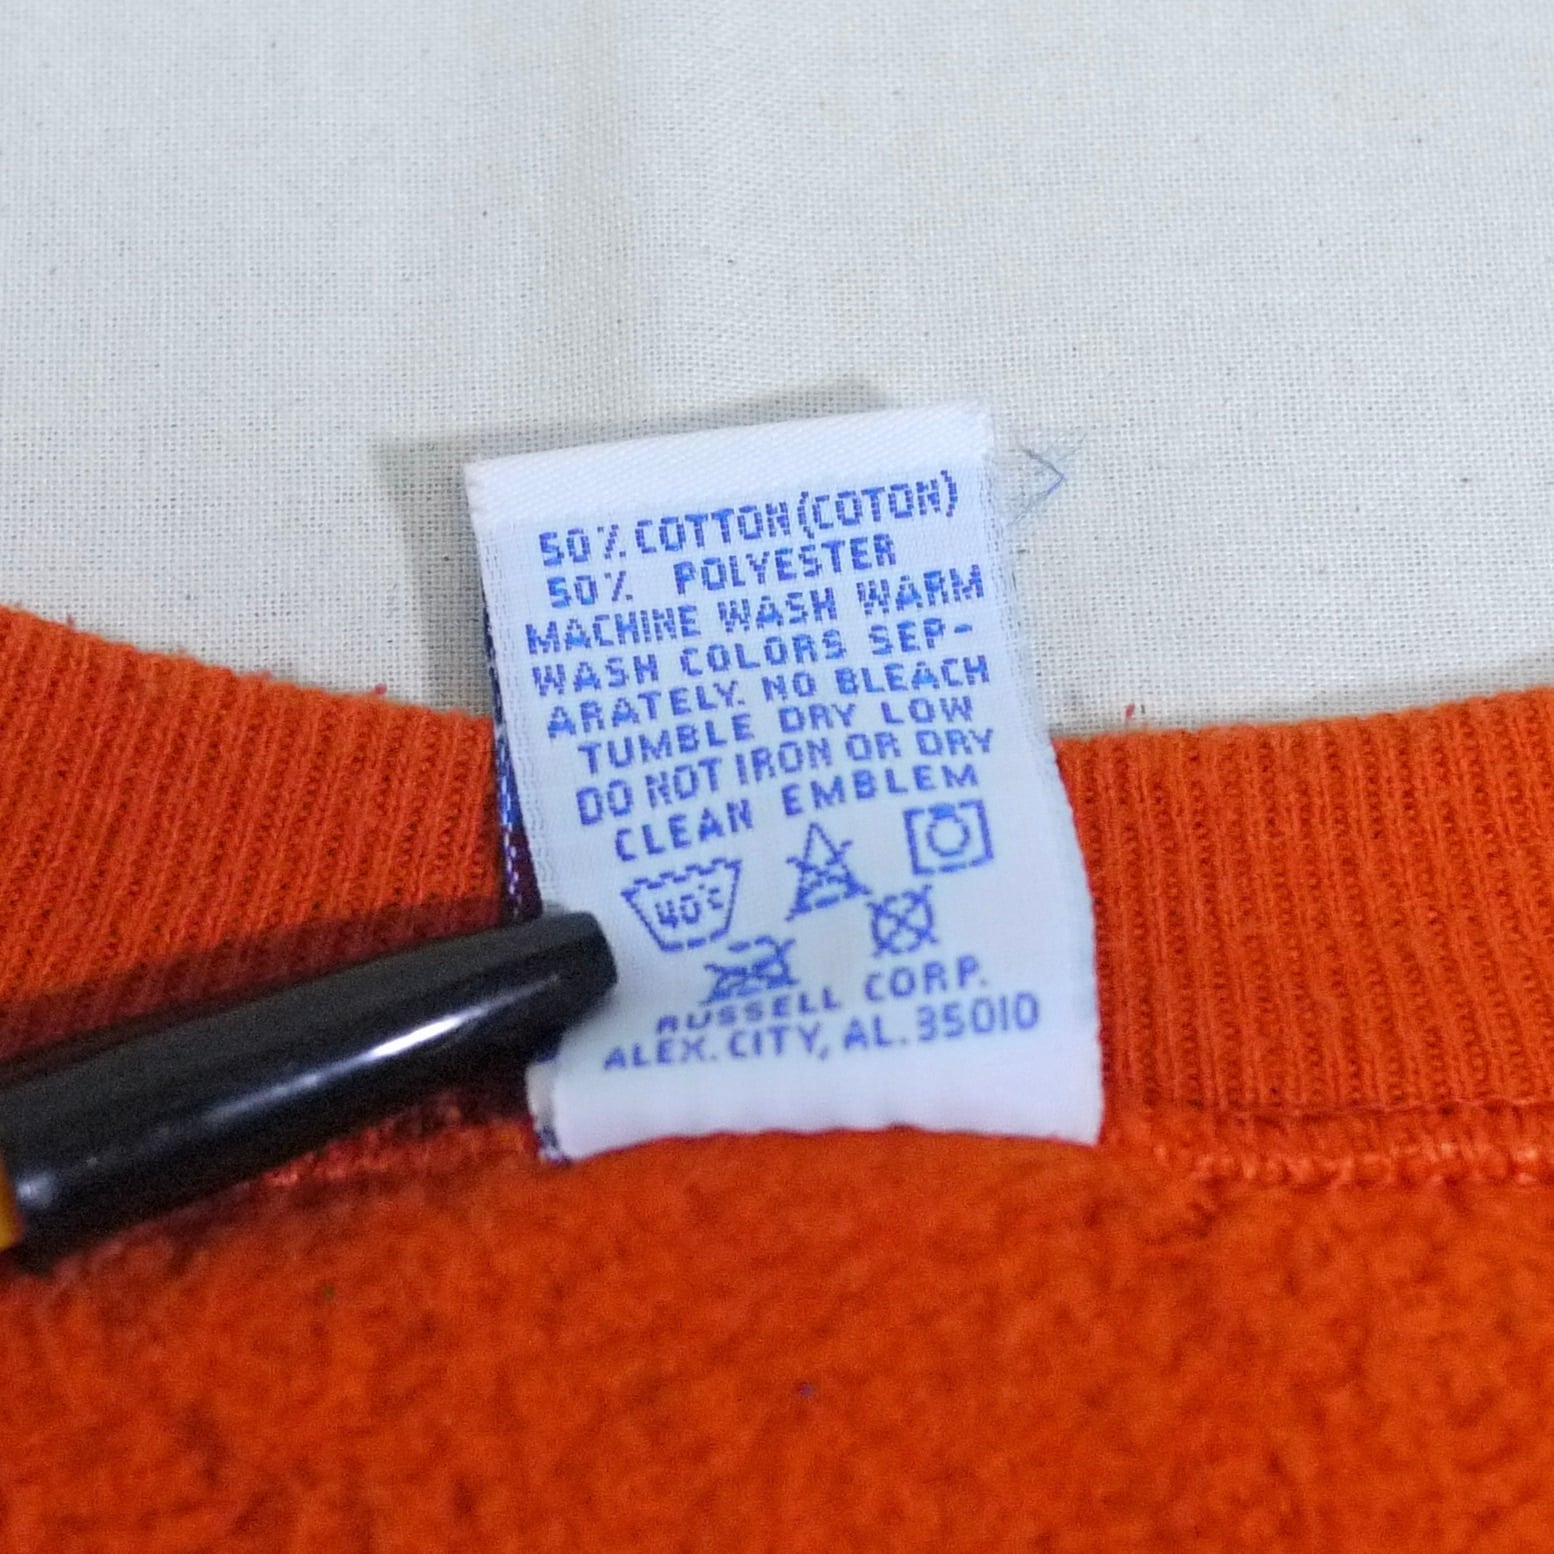 50% COTTON (COTON)
50% POLYESTER
MACHINE WASH WARM
WASH COLORS SEP-
ARATELY. NO BLEACH
TUMBLE DRY LOW
DO NOT IRON OR DRY
CLEAN EMBLEM
40°C
RUSSELL CORP.
ALEX. CITY, AL. 35010